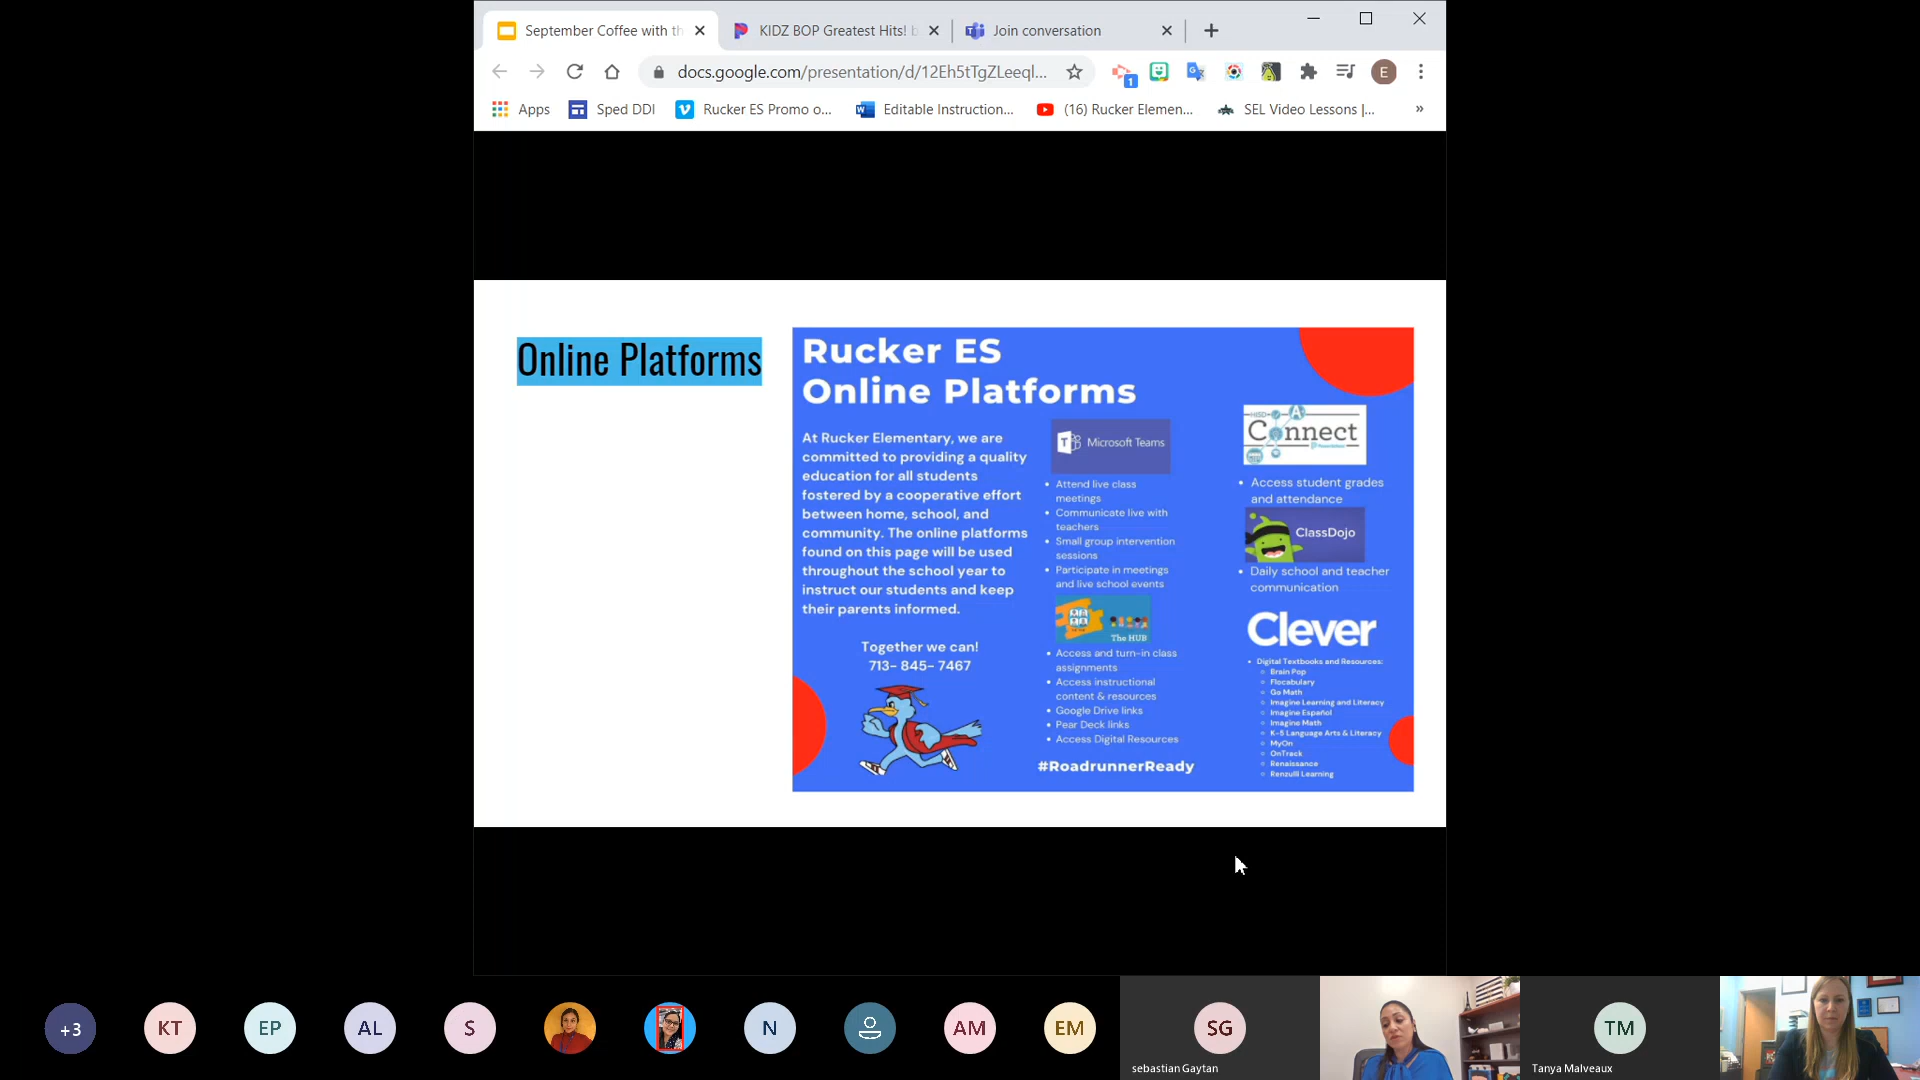 September Coffee with th
KIDZ BOP Greatest Hits! b
Join conversation
docs.google.com/presentation/d/12Eh5tTgZLeeql...
1
E
Apps
Sped DDI
Rucker ES Promo o...
Editable Instruction...
(16) Rucker Elemen...
SEL Video Lessons |...
»
Online Platforms
Rucker ES
Online Platforms
At Rucker Elementary, we are
committed to providing a quality
education for all students
fostered by a cooperative effort
between home, school, and
community. The online platforms
found on this page will be used
throughout the school year to
instruct our students and keep
their parents informed.
Together we can!
713- 845- 7467
Microsoft Teams
• Attend live class
meetings
• Communicate live with
teachers
• Small group intervention
sessions
• Participate in meetings
and live school events
The HUB
• Access and turn-in class
assignments
• Access instructional
content & resources
• Google Drive links
• Pear Deck links
• Access Digital Resources
#RoadrunnerReady
HISD
A
Connect
• Access student grades
and attendance
ClassDojo
• Daily school and teacher
communication
Clever
• Digital Textbooks and Resources:
Brain Pop
Flocabulary
Go Math
Imagine Learning and Literacy
Imagine Español
Imagine Math
K-5 Language Arts & Literacy
MyOn
OnTrack
Renaissance
Renzulli Learning
+3
KT
EP
AL
S
N
AM
EM
SG
sebastian Gaytan
TM
Tanya Malveaux